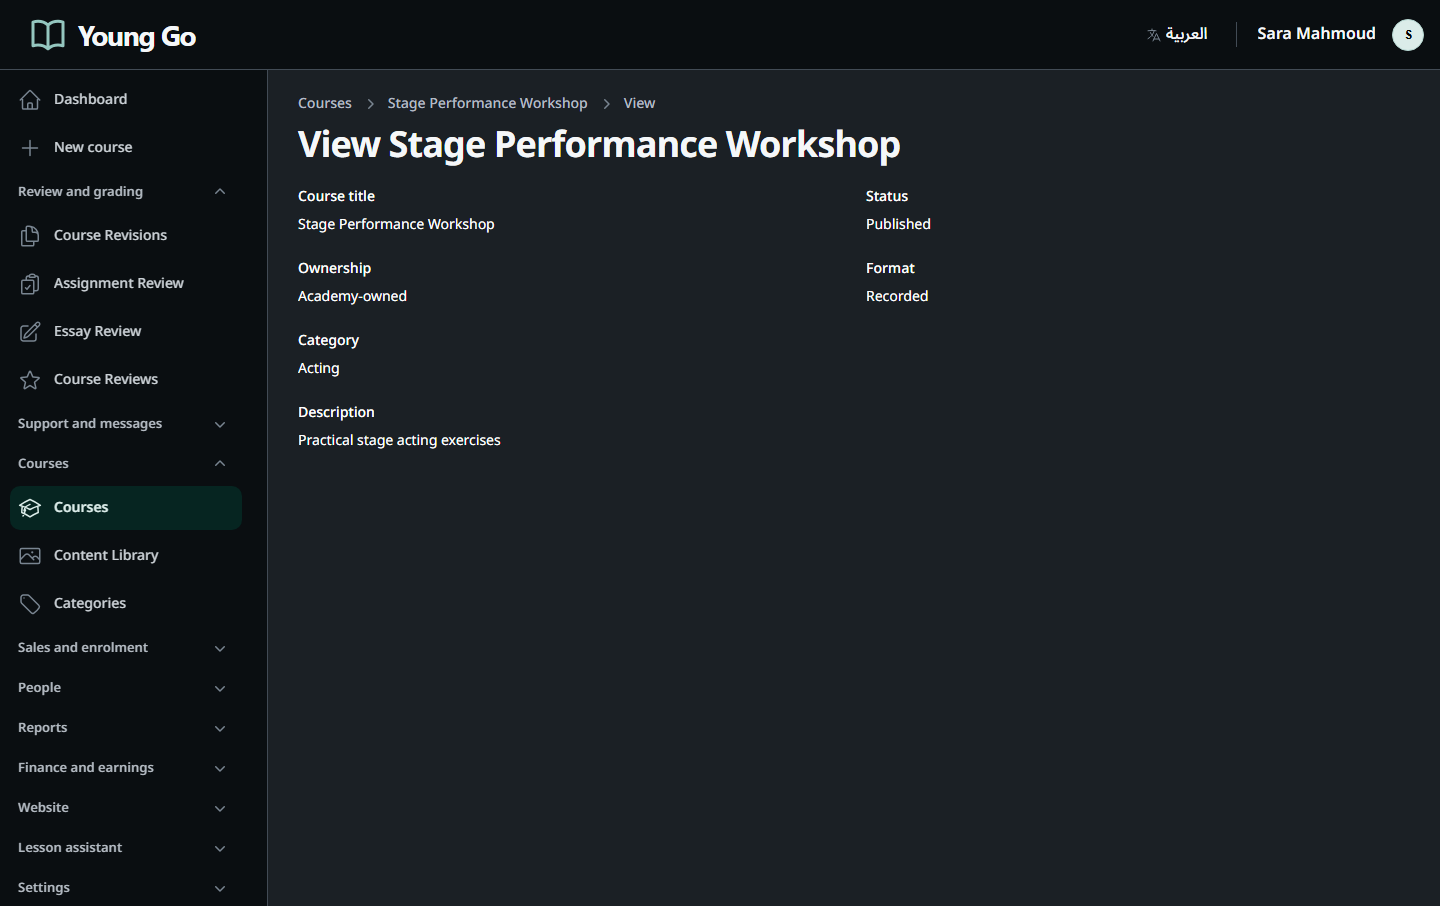 Young Go
العربية
Sara Mahmoud
S
Dashboard
New course
Review and grading
Course Revisions
Assignment Review
Essay Review
Course Reviews
Support and messages
Courses
Courses
Content Library
Categories
Sales and enrolment
People
Reports
Finance and earnings
Website
Lesson assistant
Settings
Courses > Stage Performance Workshop > View
View Stage Performance Workshop
Course title
Stage Performance Workshop
Status
Published
Ownership
Academy-owned
Format
Recorded
Category
Acting
Description
Practical stage acting exercises